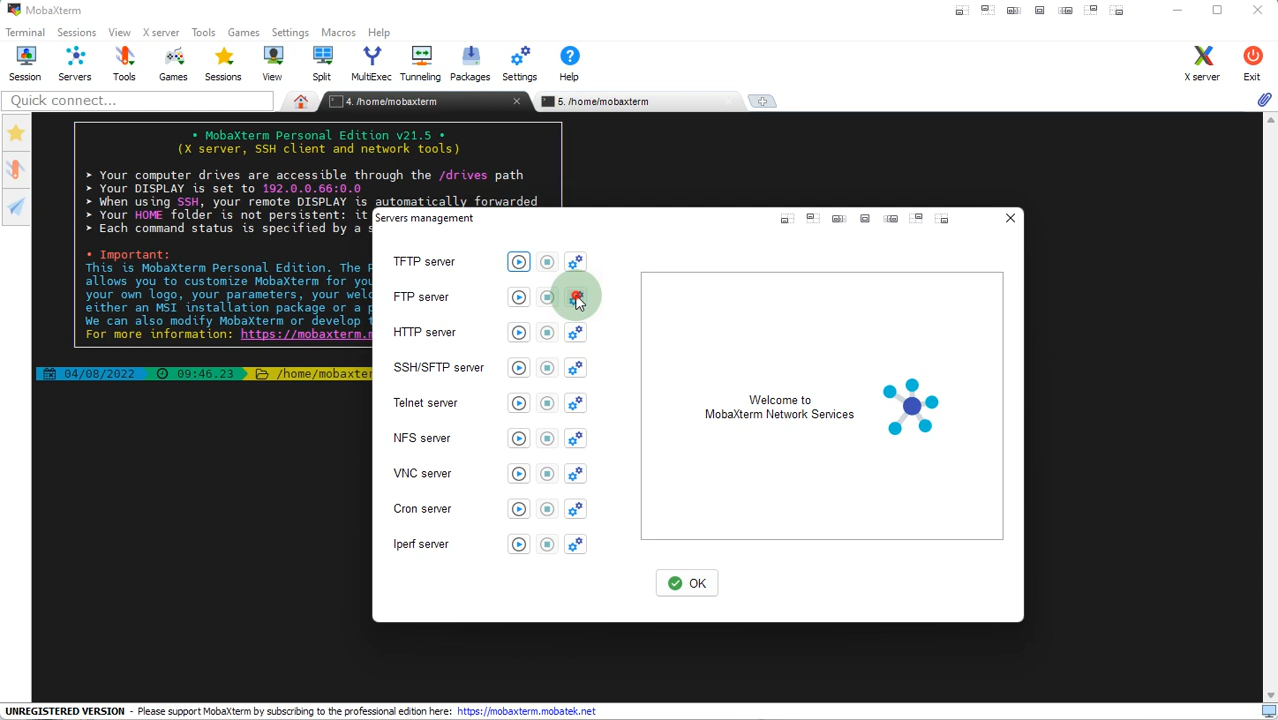 MobaXterm
Terminal Sessions View X server Tools Games Settings Macros Help
Session Servers Tools Games Sessions View Split MultiExec Tunneling Packages Settings Help X server Exit
Quick connect... 4. /home/mobaxterm 5. /home/mobaxterm
• MobaXterm Personal Edition v21.5 •
(X server, SSH client and network tools)
➤ Your computer drives are accessible through the /drives path
➤ Your DISPLAY is set to 192.0.0.66:0.0
➤ When using SSH, your remote DISPLAY is automatically forwarded
➤ Your HOME folder is not persistent: it
➤ Each command status is specified by a s
• Important:
This is MobaXterm Personal Edition. The P
allows you to customize MobaXterm for you
your own logo, your parameters, your welc
either an MSI installation package or a p
We can also modify MobaXterm or develop t
For more information: https://mobaxterm.m
04/08/2022 09:46.23 /home/mobaxter
Servers management
TFTP server
FTP server
HTTP server
SSH/SFTP server
Telnet server
NFS server
VNC server
Cron server
Iperf server
Welcome to
MobaXterm Network Services
OK
UNREGISTERED VERSION - Please support MobaXterm by subscribing to the professional edition here: https://mobaxterm.mobatek.net